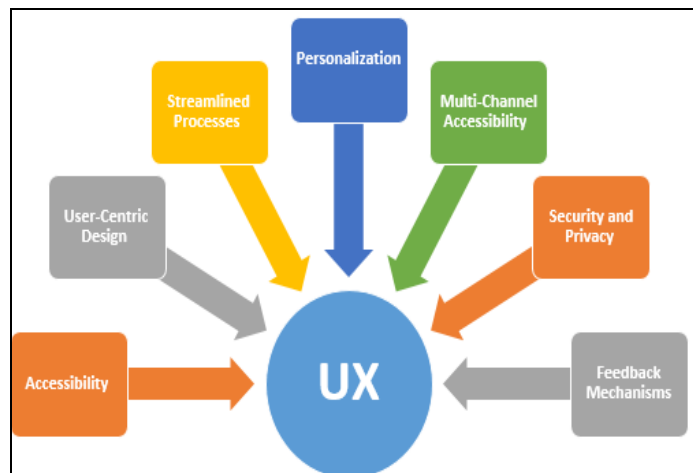 Personalization
Streamlined
Processes
Multi-Channel
Accessibility
User-Centric
Design
Security and
Privacy
Accessibility
UX
Feedback
Mechanisms